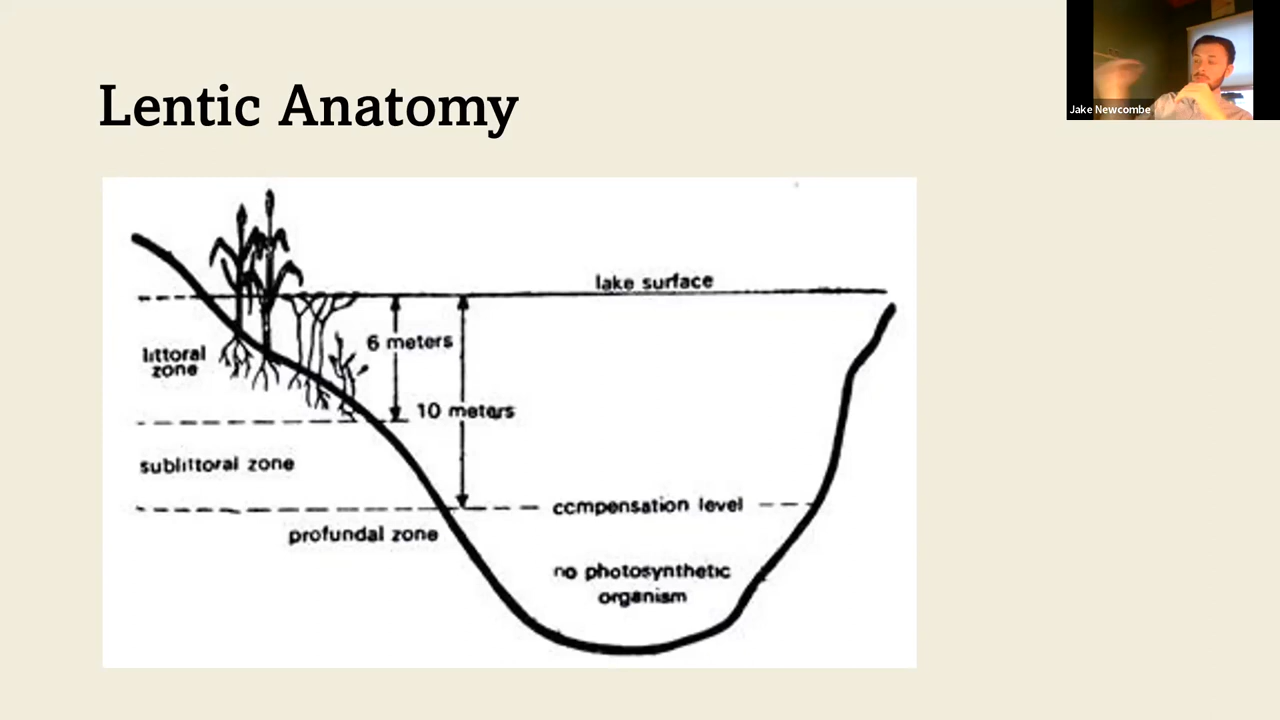 Lentic Anatomy
Jake Newcombe
lake surface
6 meters
littoral
zone
10 meters
sublittoral zone
compensation level
profundal zone
no photosynthetic
organism